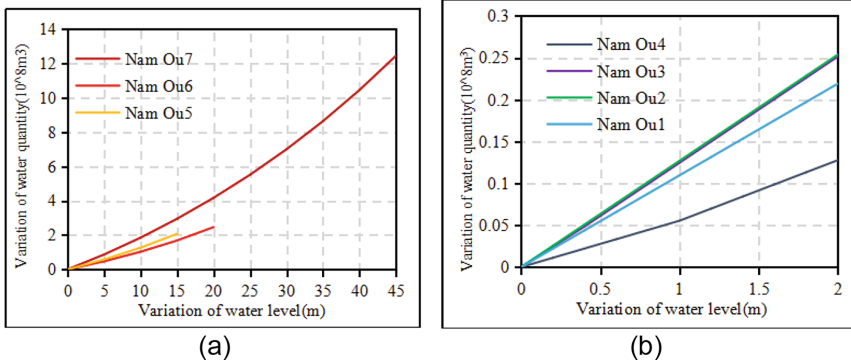 14
12
10
8
6
4
2
0
Variation of water quantity(10^8m3)
Nam Ou7
Nam Ou6
Nam Ou5
0 5 10 15 20 25 30 35 40 45
Variation of water level(m)
(a)
0.3
0.25
0.2
0.15
0.1
0.05
0
Variation of water quantity(10^8m³)
Nam Ou4
Nam Ou3
Nam Ou2
Nam Ou1
0 0.5 1 1.5 2
Variation of water level(m)
(b)